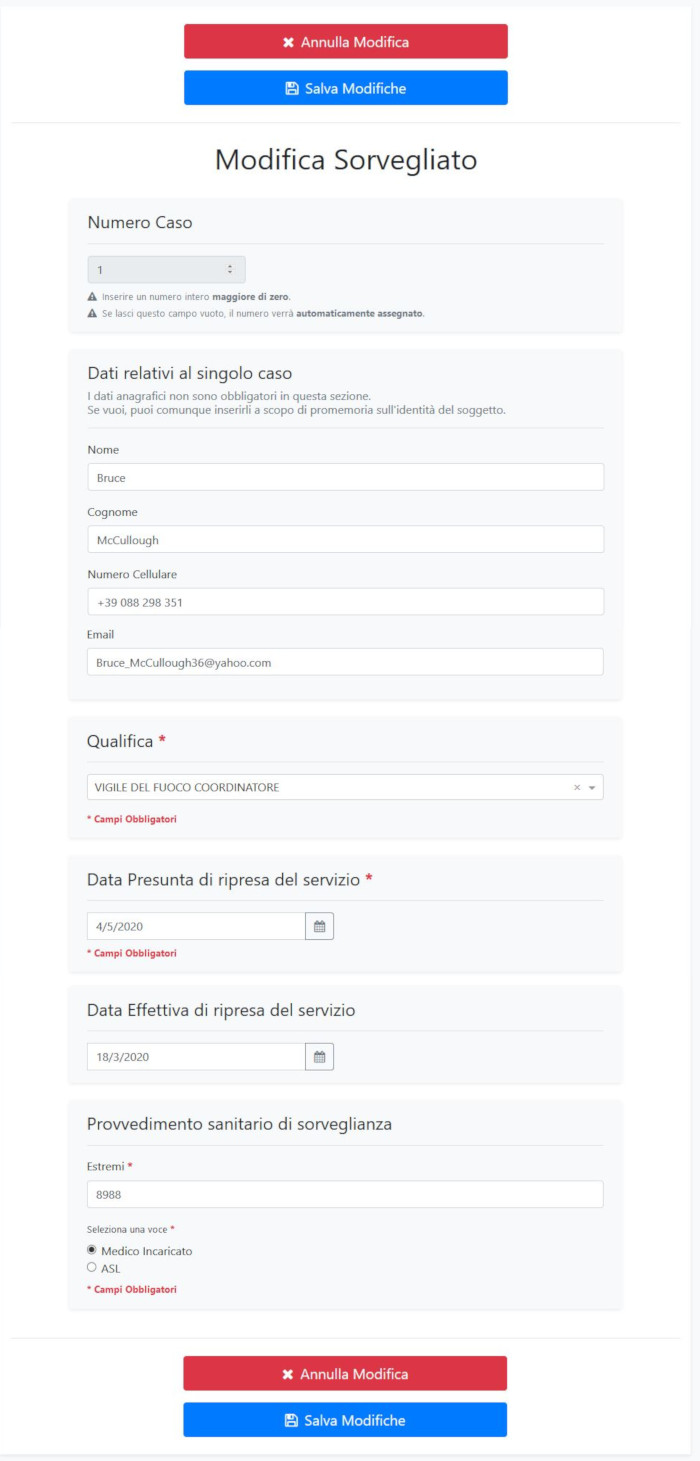 Annulla Modifica
Salva Modifiche
Modifica Sorvegliato
Numero Caso
1
Inserire un numero intero maggiore di zero.
Se lasci questo campo vuoto, il numero verrà automaticamente assegnato.
Dati relativi al singolo caso
I dati anagrafici non sono obbligatori in questa sezione.
Se vuoi, puoi comunque inserirli a scopo di promemoria sull'identità del soggetto.
Nome
Bruce
Cognome
McCullough
Numero Cellulare
+39 088 298 351
Email
Bruce_McCullough36@yahoo.com
Qualifica *
VIGILE DEL FUOCO COORDINATORE
* Campi Obbligatori
Data Presunta di ripresa del servizio *
4/5/2020
* Campi Obbligatori
Data Effettiva di ripresa del servizio
18/3/2020
Provvedimento sanitario di sorveglianza
Estremi *
8988
Seleziona una voce *
Medico Incaricato
ASL
* Campi Obbligatori
Annulla Modifica
Salva Modifiche